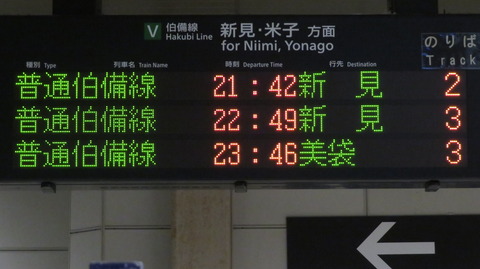 V 伯備線 新見・米子 方面
Hakubi Line for Niimi, Yonago
のりば
Track
種別 Type 列車名 Train Name 時刻 Departure Time 行先 Destination
普通伯備線 21:42 新見 2
普通伯備線 22:49 新見 3
普通伯備線 23:46 美袋 3